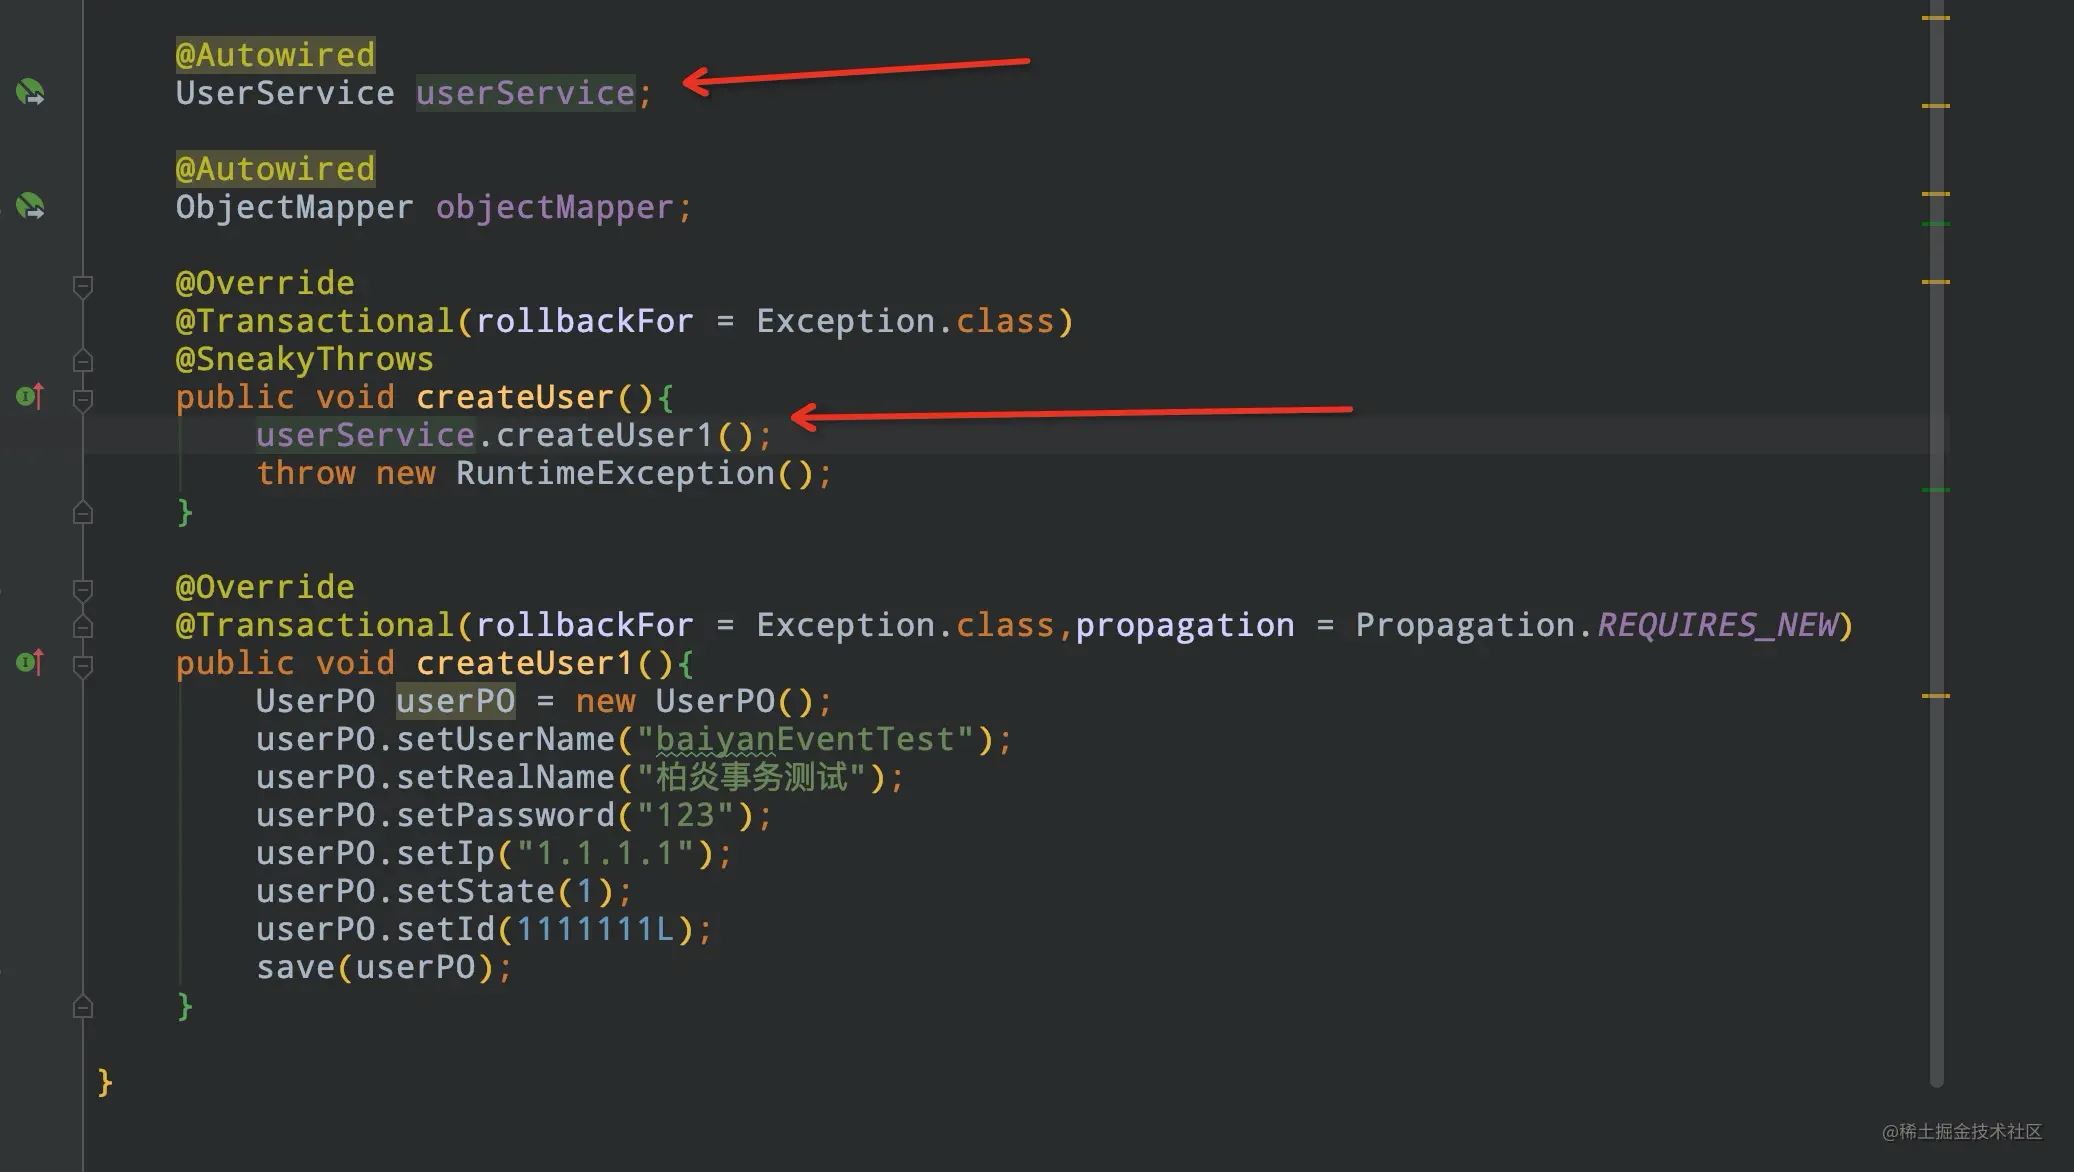 @Autowired
UserService userService;
@Autowired
ObjectMapper objectMapper;
@Override
@Transactional(rollbackFor = Exception.class)
@SneakyThrows
public void createUser(){
userService.createUser1();
throw new RuntimeException();
}
@Override
@Transactional(rollbackFor = Exception.class,propagation = Propagation.REQUIRES_NEW)
public void createUser1(){
UserPO userPO = new UserPO();
userPO.setUserName("baiyanEventTest");
userPO.setRealName("柏炎事务测试");
userPO.setPassword("123");
userPO.setIp("1.1.1.1");
userPO.setState(1);
userPO.setId(1111111L);
save(userPO);
}
}
@稀土掘金技术社区